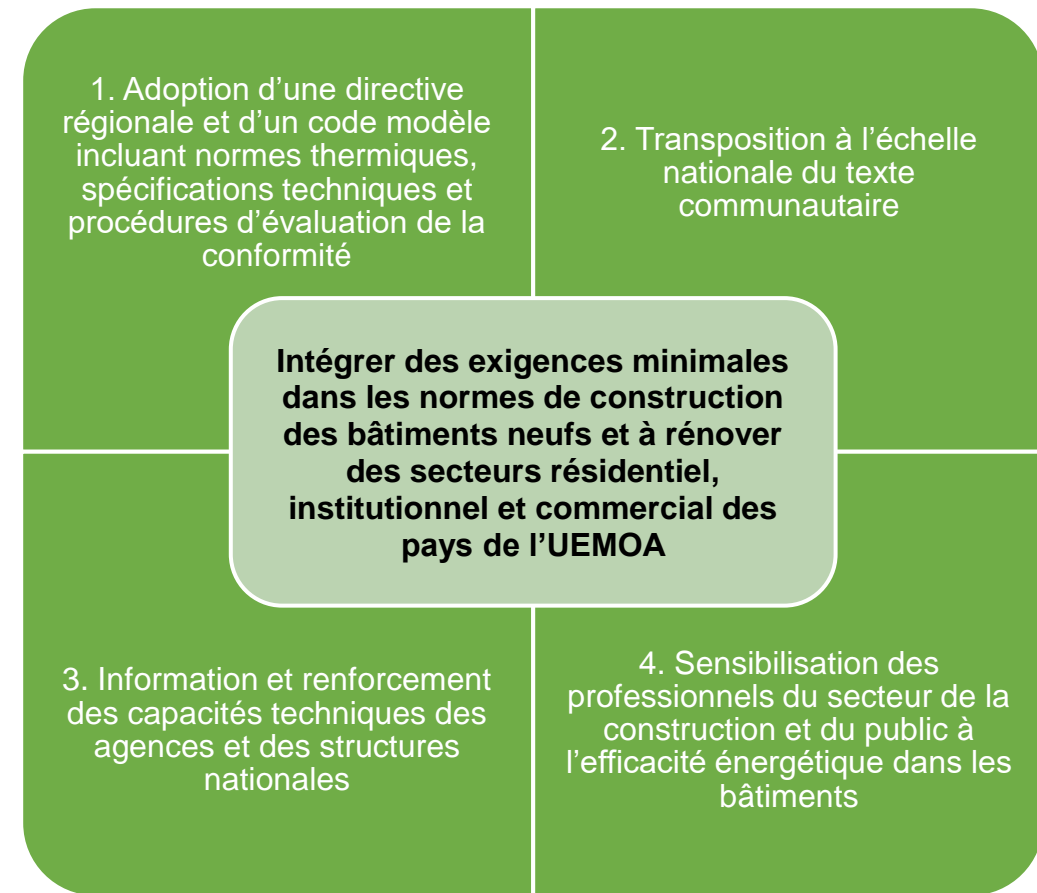 1. Adoption d’une directive
régionale et d’un code modèle
incluant normes thermiques,
spécifications techniques et
procédures d’évaluation de la
conformité
2. Transposition à l’échelle
nationale du texte
communautaire
Intégrer des exigences minimales
dans les normes de construction
des bâtiments neufs et à rénover
des secteurs résidentiel,
institutionnel et commercial des
pays de l’UEMOA
3. Information et renforcement
des capacités techniques des
agences et des structures
nationales
4. Sensibilisation des
professionnels du secteur de la
construction et du public à
l’efficacité énergétique dans les
bâtiments